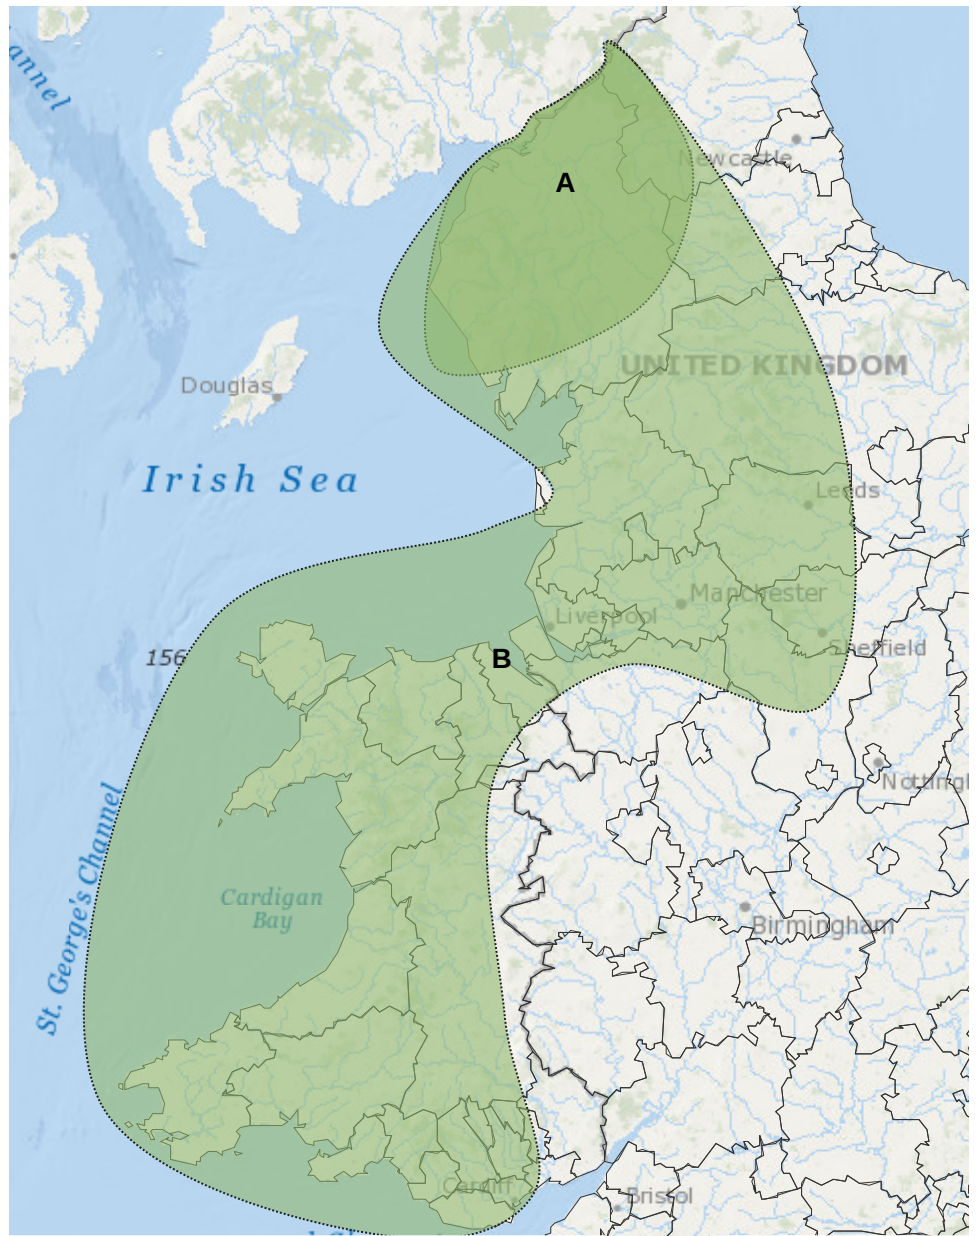 annel
A
Newcastle
UNITED KINGDOM
Douglas
Irish Sea
Leeds
Manchester
Liverpool
Sheffield
B
156
Nottingh
St. George's Channel
Cardigan
Bay
Birmingham
Cardiff
Bristol